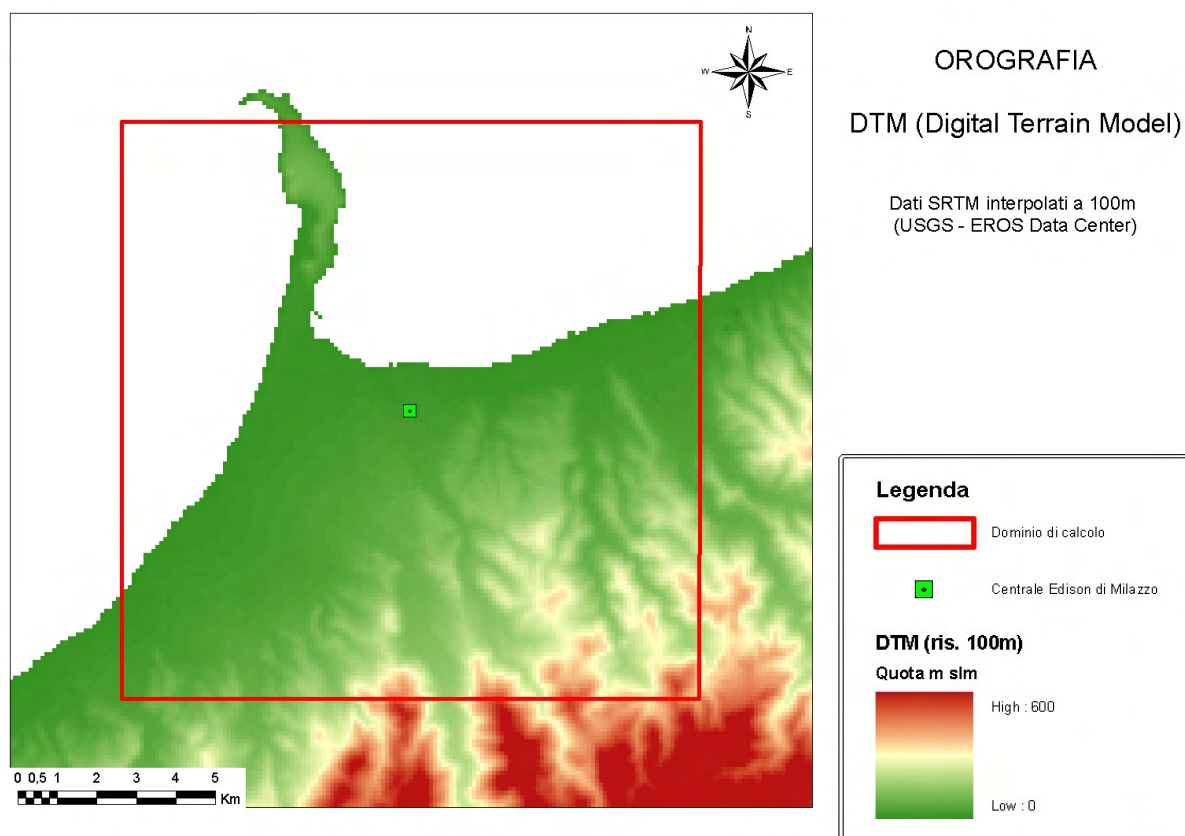 N
W
E
S
OROGRAFIA
DTM (Digital Terrain Model)
Dati SRTM interpolati a 100m
(USGS - EROS Data Center)
Legenda
Dominio di calcolo
Centrale Edison di Milazzo
DTM (ris. 100m)
Quota m slm
High : 600
Low : 0
0 0,5 1 2 3 4 5
Km